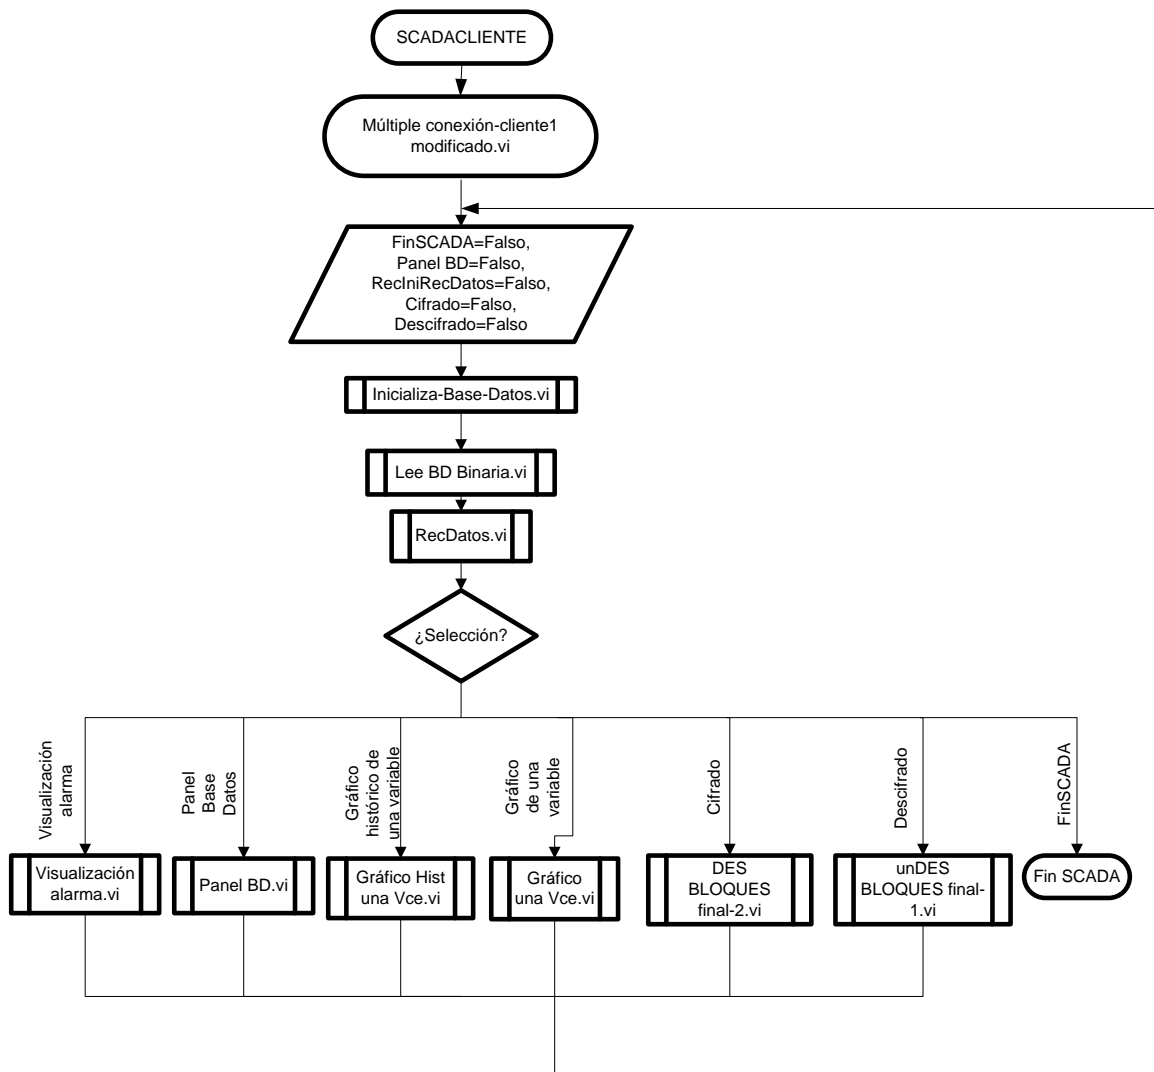 SCADACLIENTE
Múltiple conexión-cliente1
modificado.vi
FinSCADA=Falso,
Panel BD=Falso,
RecIniRecDatos=Falso,
Cifrado=Falso,
Descifrado=Falso
Inicializa-Base-Datos.vi
Lee BD Binaria.vi
RecDatos.vi
¿Selección?
Visualización
alarma
Panel
Base
Datos
Gráfico
histórico de
una variable
Gráfico
de una
variable
Cifrado
Descifrado
FinSCADA
Visualización
alarma.vi
Panel BD.vi
Gráfico Hist
una Vce.vi
Gráfico
una Vce.vi
DES
BLOQUES
final-2.vi
unDES
BLOQUES final-
1.vi
Fin SCADA